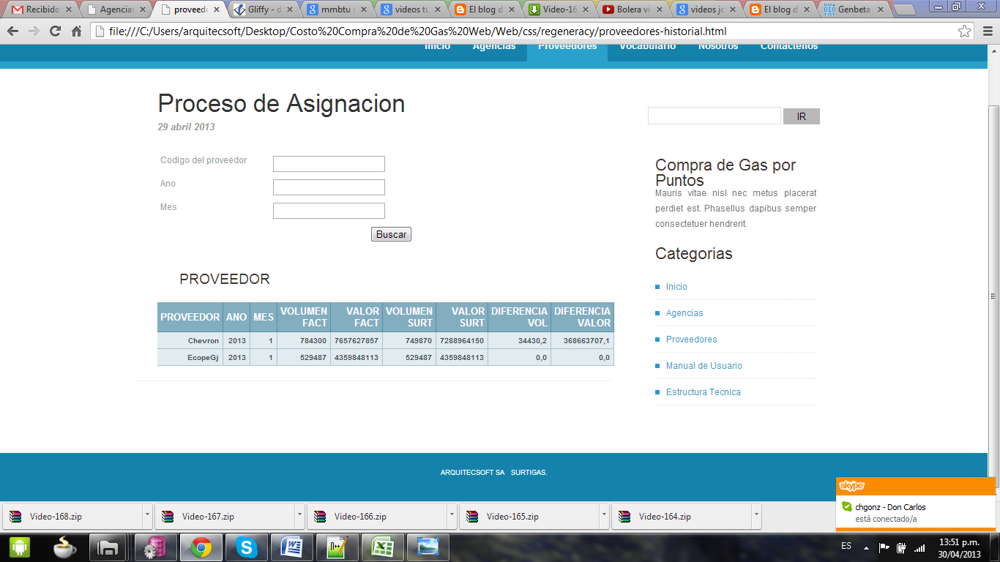 Recibido
Agencias
proveedo
Gliffy - d
mmbtu g
videos tu
El blog d
Video-16
Bolera vi
videos jo
El blog d
Genbeta
file:///C:/Users/arquitecsoft/Desktop/Costo%20Compra%20de%20Gas%20Web/Web/css/regeneracy/proveedores-historial.html
Inicio Agencias Proveedores Vocabulario Nosotros Contactenos
Proceso de Asignacion
29 abril 2013
IR
Codigo del proveedor
Ano
Mes
Buscar
Compra de Gas por
Puntos
Mauris vitae nisl nec metus placerat
perdiet est. Phasellus dapibus semper
consectetuer hendrerit.
Categorias
Inicio
Agencias
Proveedores
Manual de Usuario
Estructura Tecnica
PROVEEDOR
PROVEEDOR ANO MES VOLUMEN FACT VALOR FACT VOLUMEN SURT VALOR SURT DIFERENCIA VOL DIFERENCIA VALOR
Chevron 2013 1 784300 7657627857 749870 7288964150 34430,2 368663707,1
EcopeGj 2013 1 529487 4359848113 529487 4359848113 0,0 0,0
ARQUITECSOFT SA SURTIGAS.
skype
chgonz - Don Carlos
está conectado/a
Video-168.zip
Video-167.zip
Video-166.zip
Video-165.zip
Video-164.zip
ES
13:51 p.m.
30/04/2013